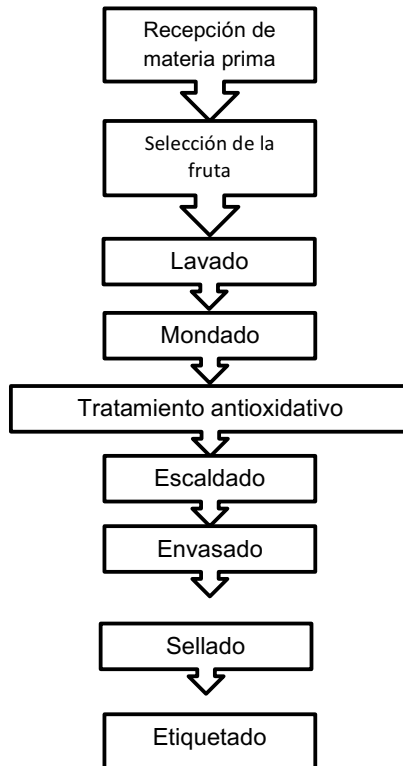 Recepción de
materia prima
Selección de la
fruta
Lavado
Mondado
Tratamiento antioxidativo
Escaldado
Envasado
Sellado
Etiquetado